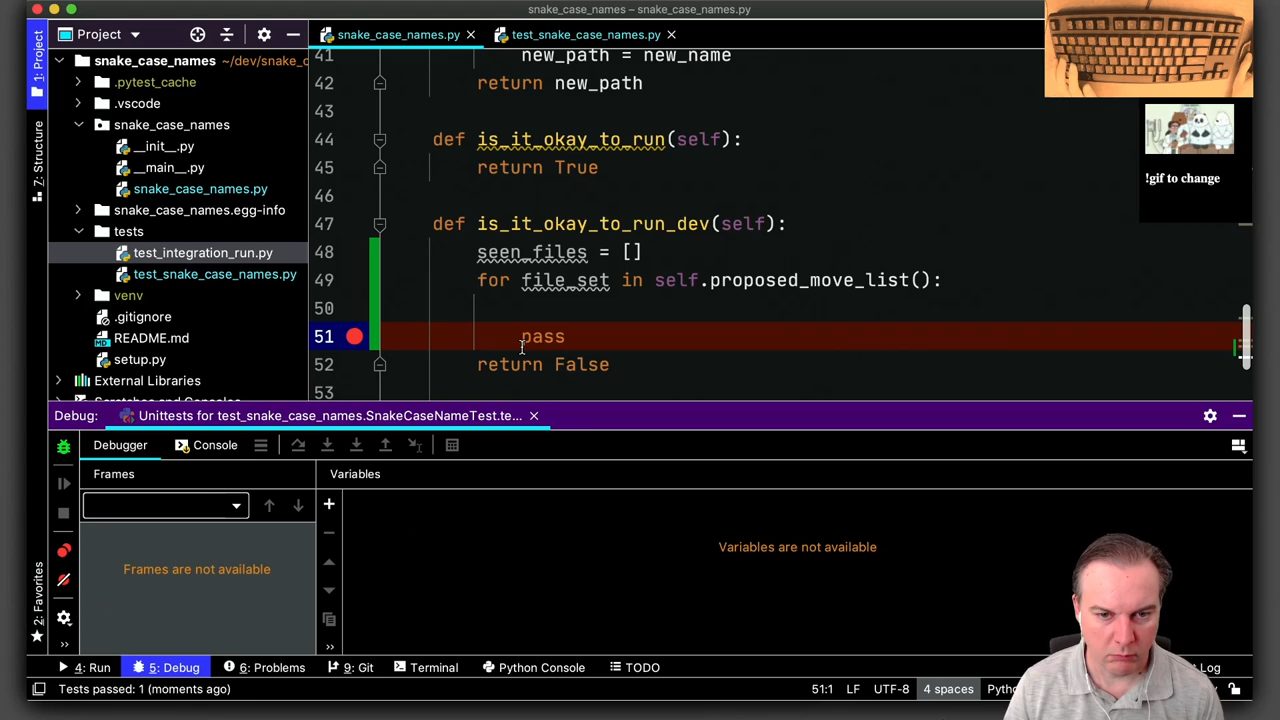 snake_case_names – snake_case_names.py
1: Project
Project
snake_case_names.py
test_snake_case_names.py
snake_case_names ~/dev/snake_c
.pytest_cache
.vscode
snake_case_names
__init__.py
__main__.py
snake_case_names.py
snake_case_names.egg-info
tests
test_integration_run.py
test_snake_case_names.py
venv
.gitignore
README.md
setup.py
External Libraries
7: Structure
2: Favorites
41 new_path = new_name
42 return new_path
43
44 def is_it_okay_to_run(self):
45 return True
46
47 def is_it_okay_to_run_dev(self):
48 seen_files = []
49 for file_set in self.proposed_move_list():
50
51 pass
52 return False
53
!gif to change
Debug: Unittests for test_snake_case_names.SnakeCaseNameTest.te...
Debugger Console
Frames
Variables
Frames are not available
Variables are not available
4: Run 5: Debug 6: Problems 9: Git Terminal Python Console TODO Log
Tests passed: 1 (moments ago) 51:1 LF UTF-8 4 spaces Pytho